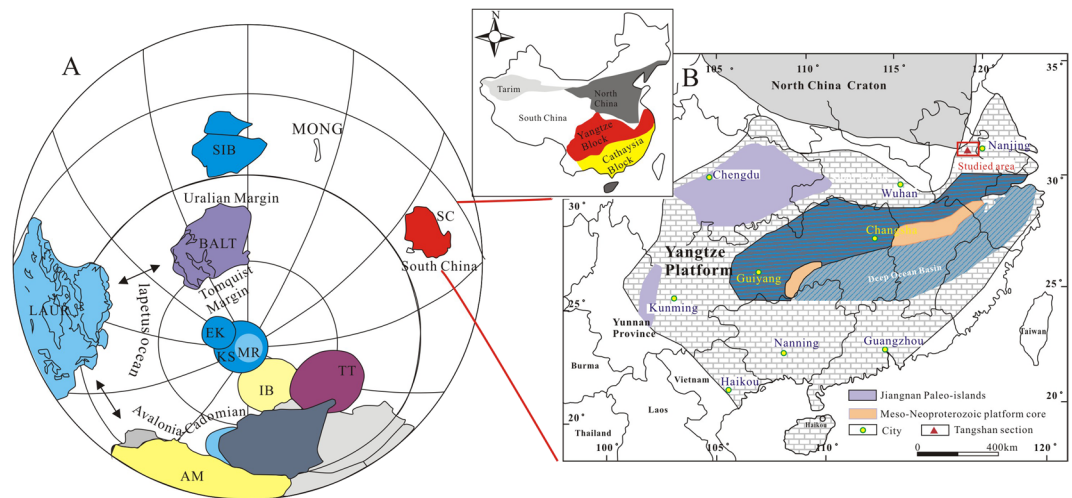 A
MONG
SIB
Uralian Margin
BALT
SC
South China
Tornquist
Margin
LAUR
Iapetus ocean
EK
KS
MR
IB
TT
Avalonia-Cadomian
AM
N
Tarim
North
China
South China
Yangtze
Block
Cathaysia
Block
B
105
110
115
120
35°
North China Craton
Nanjing
Studied area
Chengdu
Wuhan
30°
30°
Changsha
Yangtze
Platform
Guiyang
Deep Ocean Basin
25°
25°
Kunming
Yunnan
Province
Taiwan
Nanning
Guangzhou
Burma
Vietnam
Haikou
Jiangnan Paleo-islands
Meso-Neoproterozoic platform core
20°
20°
Laos
Haikou
City
Tangshan section
Thailand
0
400km
100°
105°
110°
120°